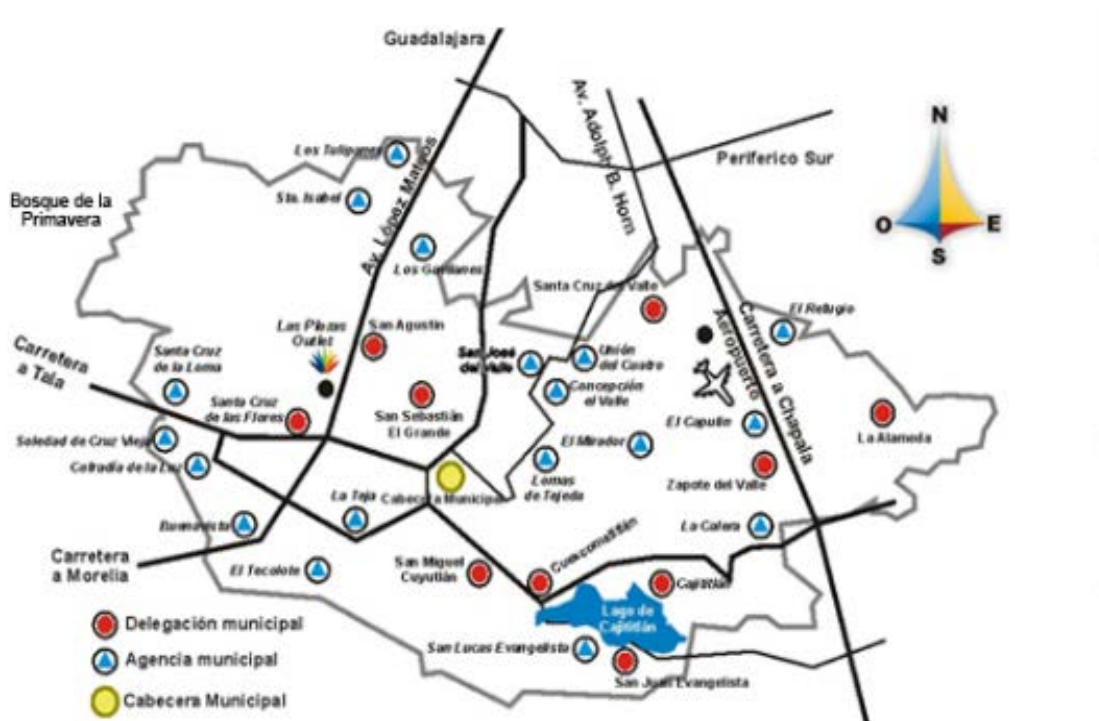 Guadalajara
Av. López Mateos
Av. Adolph B. Horn
Periferico Sur
N
O
E
S
Los Tulipanes
Sta. Isabel
Bosque de la
Primavera
Los Gavilanes
Santa Cruz del Valle
Carretera a Chapala
Aeropuerto
El Refugio
Las Plazas
Outlet
San Agustín
San José
del Valle
Unión
del Cuatro
Concepción
el Valle
Carretera
a Tala
Santa Cruz
de la Loma
Santa Cruz
de las Flores
San Sebastián
El Grande
El Capulin
La Alameda
Soledad de Cruz Vieja
Cofradia de la Luz
El Mirador
Lomas
de Tejeda
Zapote del Valle
La Teja
Cabecera Municipal
Buenavista
La Calera
Carretera
a Morelia
El Tecolote
San Miguel
Cuyutlán
Cuexcomatitlán
Cajititlán
Lago de
Cajititlán
San Lucas Evangelista
San Juan Evangelista
Delegación municipal
Agencia municipal
Cabecera Municipal